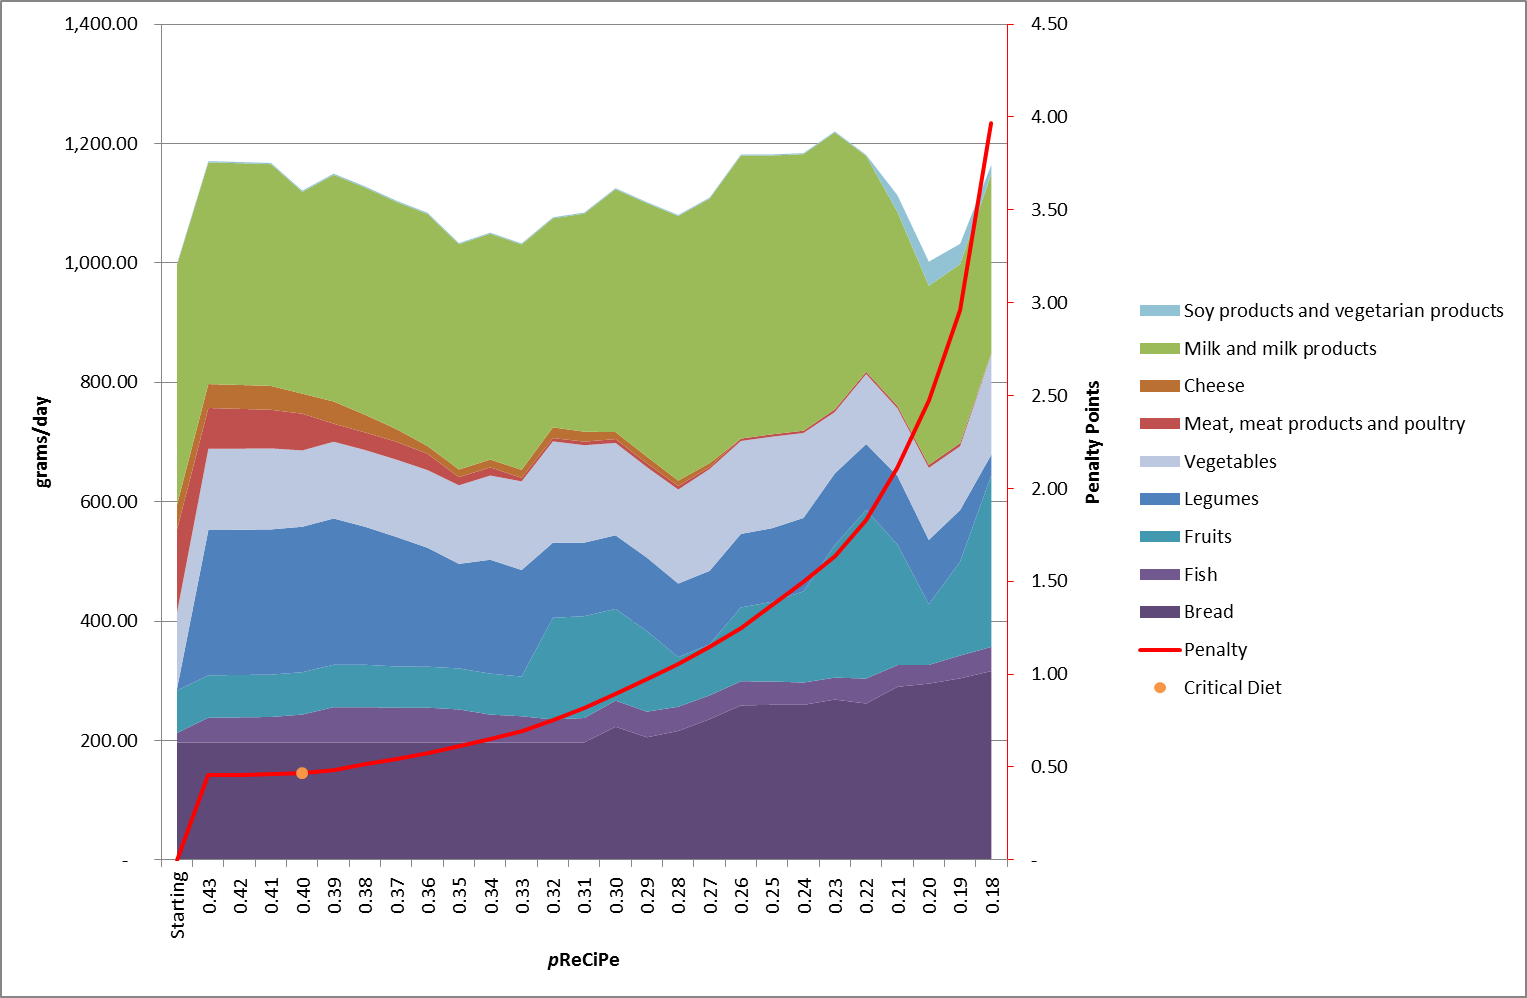 1,400.00
1,200.00
1,000.00
800.00
600.00
400.00
200.00
-
grams/day
4.50
4.00
3.50
3.00
2.50
2.00
1.50
1.00
0.50
-
Penalty Points
Starting
0.43
0.42
0.41
0.40
0.39
0.38
0.37
0.36
0.35
0.34
0.33
0.32
0.31
0.30
0.29
0.28
0.27
0.26
0.25
0.24
0.23
0.22
0.21
0.20
0.19
0.18
pReCiPe
Soy products and vegetarian products
Milk and milk products
Cheese
Meat, meat products and poultry
Vegetables
Legumes
Fruits
Fish
Bread
Penalty
Critical Diet